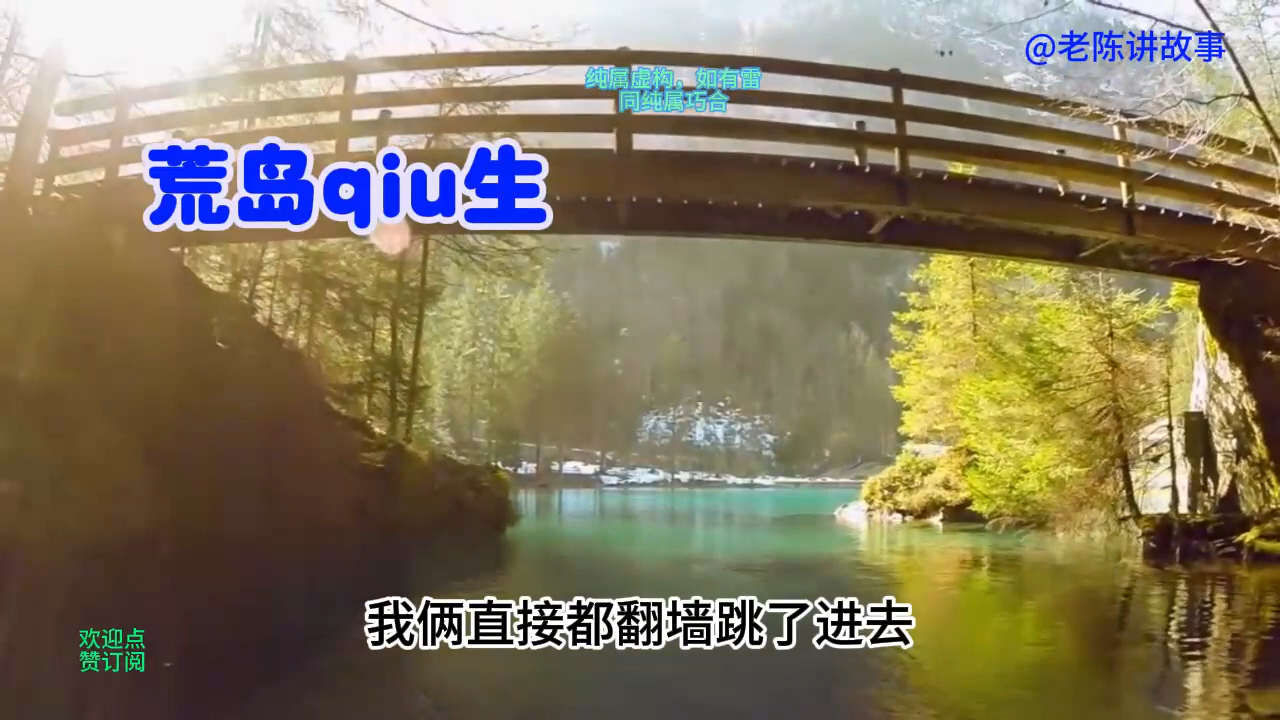 @老陈讲故事
纯属虚构，如有雷
同纯属巧合
荒岛qiu生
我俩直接都翻墙跳了进去
欢迎点
赞订阅